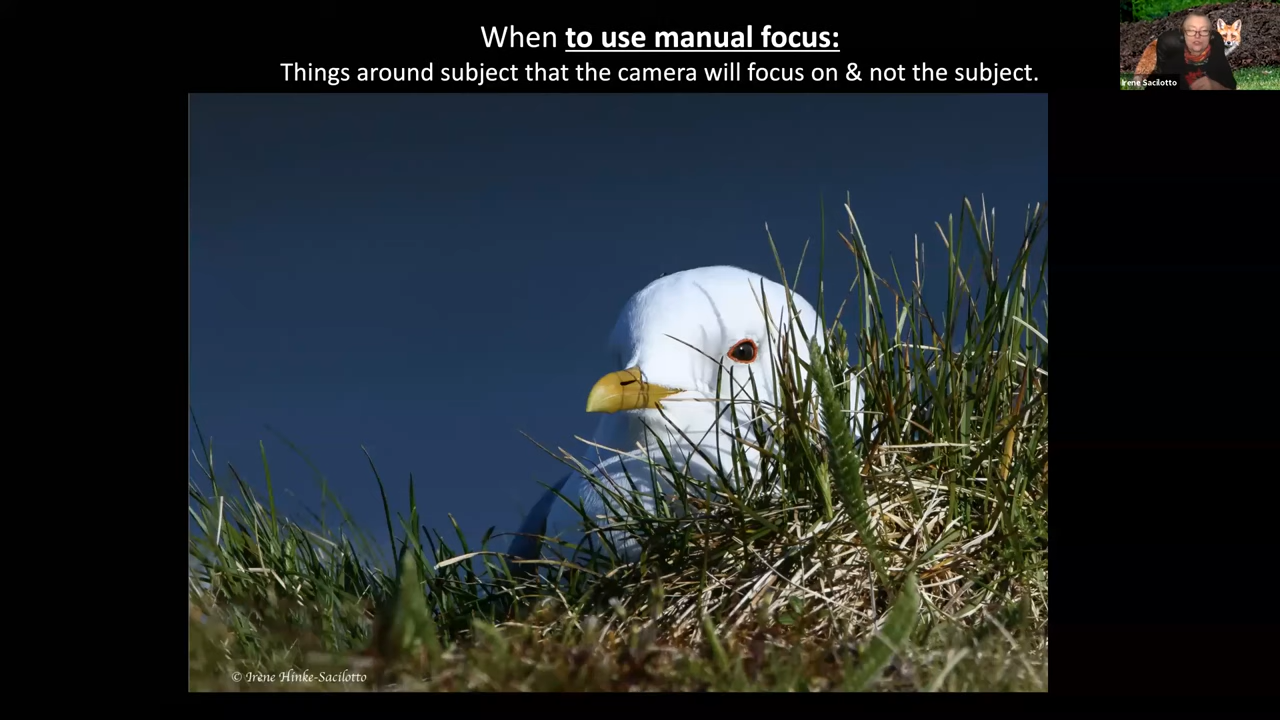 When to use manual focus:
Things around subject that the camera will focus on & not the subject.
Irene Sacilotto
© Irène Hinke-Sacilotto